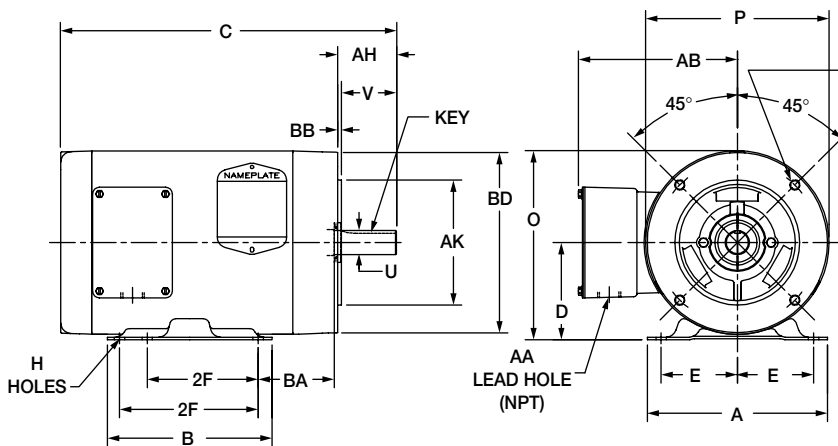 C
AH
V
BB
KEY
NAMEPLATE
BD
AK
U
H
HOLES
2F
BA
2F
B
P
AB
45°
45°
O
D
AA
LEAD HOLE
(NPT)
E
E
A